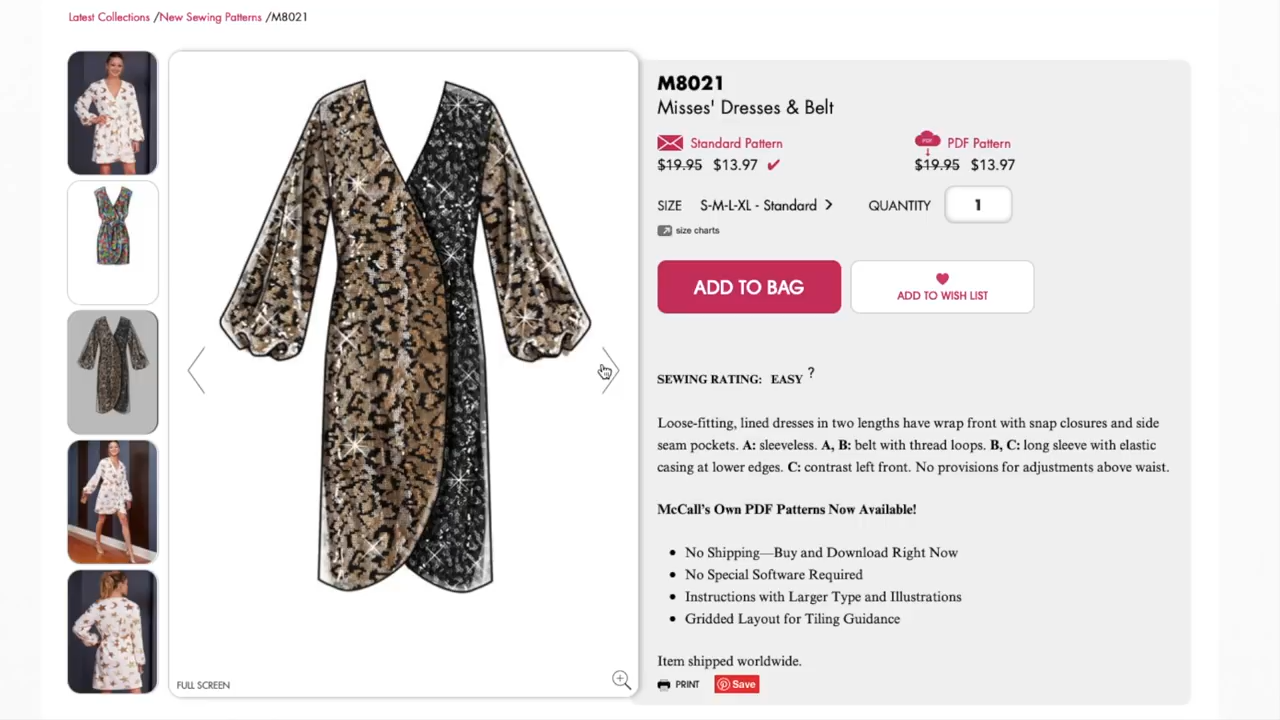 Latest Collections /New Sewing Patterns /M8021
M8021
Misses' Dresses & Belt
Standard Pattern
$19.95 $13.97
PDF
PDF Pattern
$19.95 $13.97
SIZE S-M-L-XL - Standard
QUANTITY 1
size charts
ADD TO BAG
ADD TO WISH LIST
SEWING RATING: EASY ?
Loose-fitting, lined dresses in two lengths have wrap front with snap closures and side
seam pockets. A: sleeveless. A, B: belt with thread loops. B, C: long sleeve with elastic
casing at lower edges. C: contrast left front. No provisions for adjustments above waist.
McCall's Own PDF Patterns Now Available!
No Shipping—Buy and Download Right Now
No Special Software Required
Instructions with Larger Type and Illustrations
Gridded Layout for Tiling Guidance
Item shipped worldwide.
PRINT
Save
FULL SCREEN